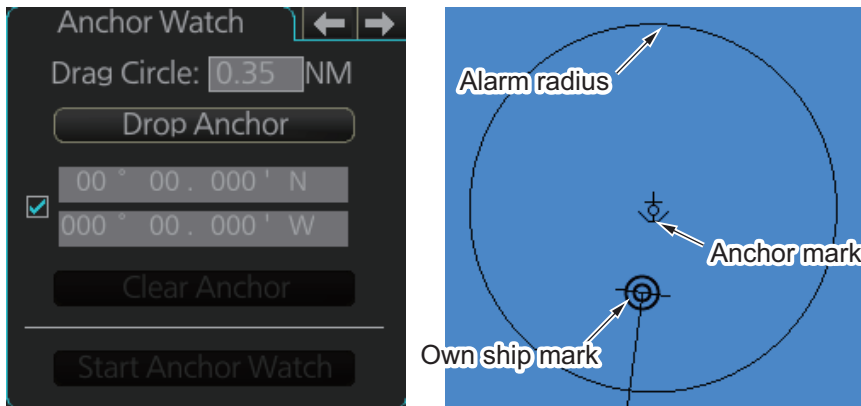 Anchor Watch
Drag Circle: 0.35 NM
Drop Anchor
00 ° 00 . 000 ' N
000 ° 00 . 000 ' W
Clear Anchor
Start Anchor Watch
Alarm radius
Anchor mark
Own ship mark